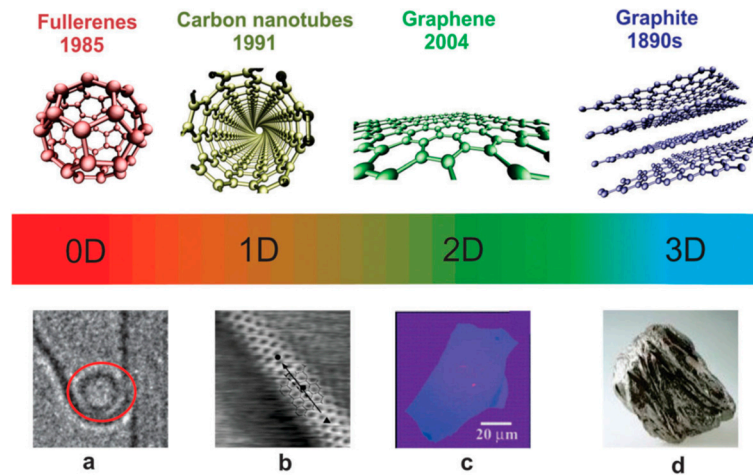 Fullerenes
1985
Carbon nanotubes
1991
Graphene
2004
Graphite
1890s
0D
1D
2D
3D
20 μm
a
b
c
d